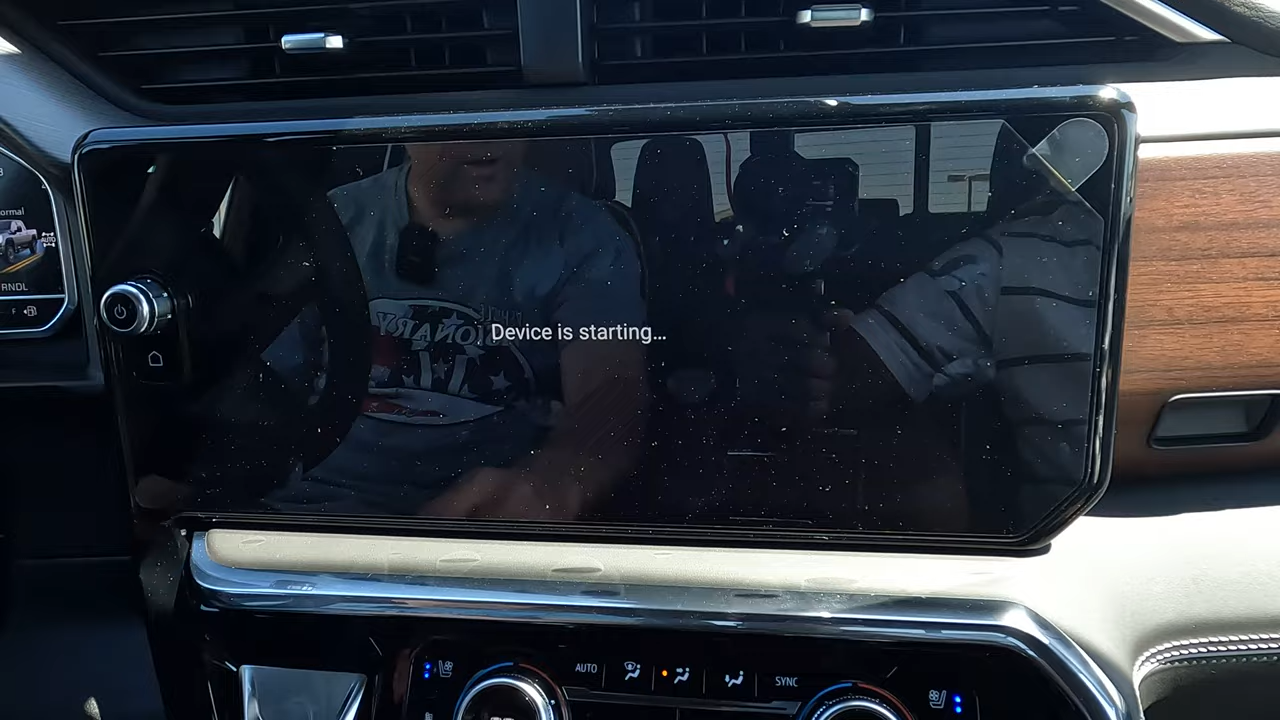 ormal
AUTO
RNDL
F
Device is starting…
AUTO
SYNC